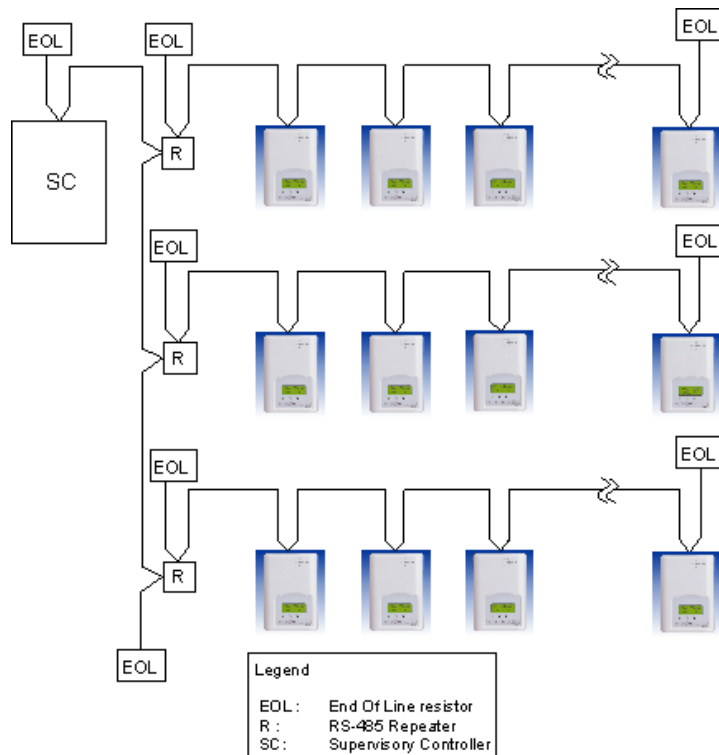 EOL
EOL
EOL
SC
R
EOL
EOL
R
EOL
EOL
R
EOL
Legend
EOL : End Of Line resistor
R : RS-485 Repeater
SC: Supervisory Controller